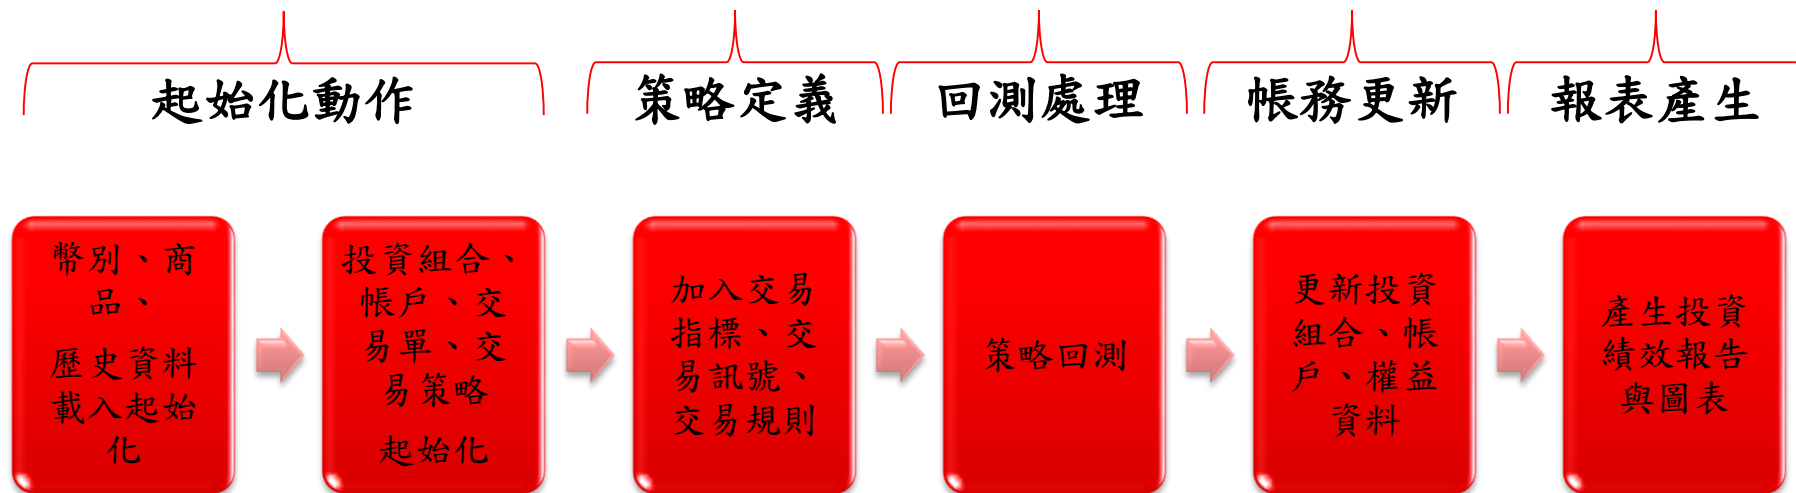 起始化動作
策略定義
回測處理
帳務更新
報表產生
幣別、商
品、
歷史資料
載入起始
化
投資組合、
帳戶、交
易單、交
易策略
起始化
加入交易
指標、交
易訊號、
交易規則
策略回測
更新投資
組合、帳
戶、權益
資料
產生投資
績效報告
與圖表